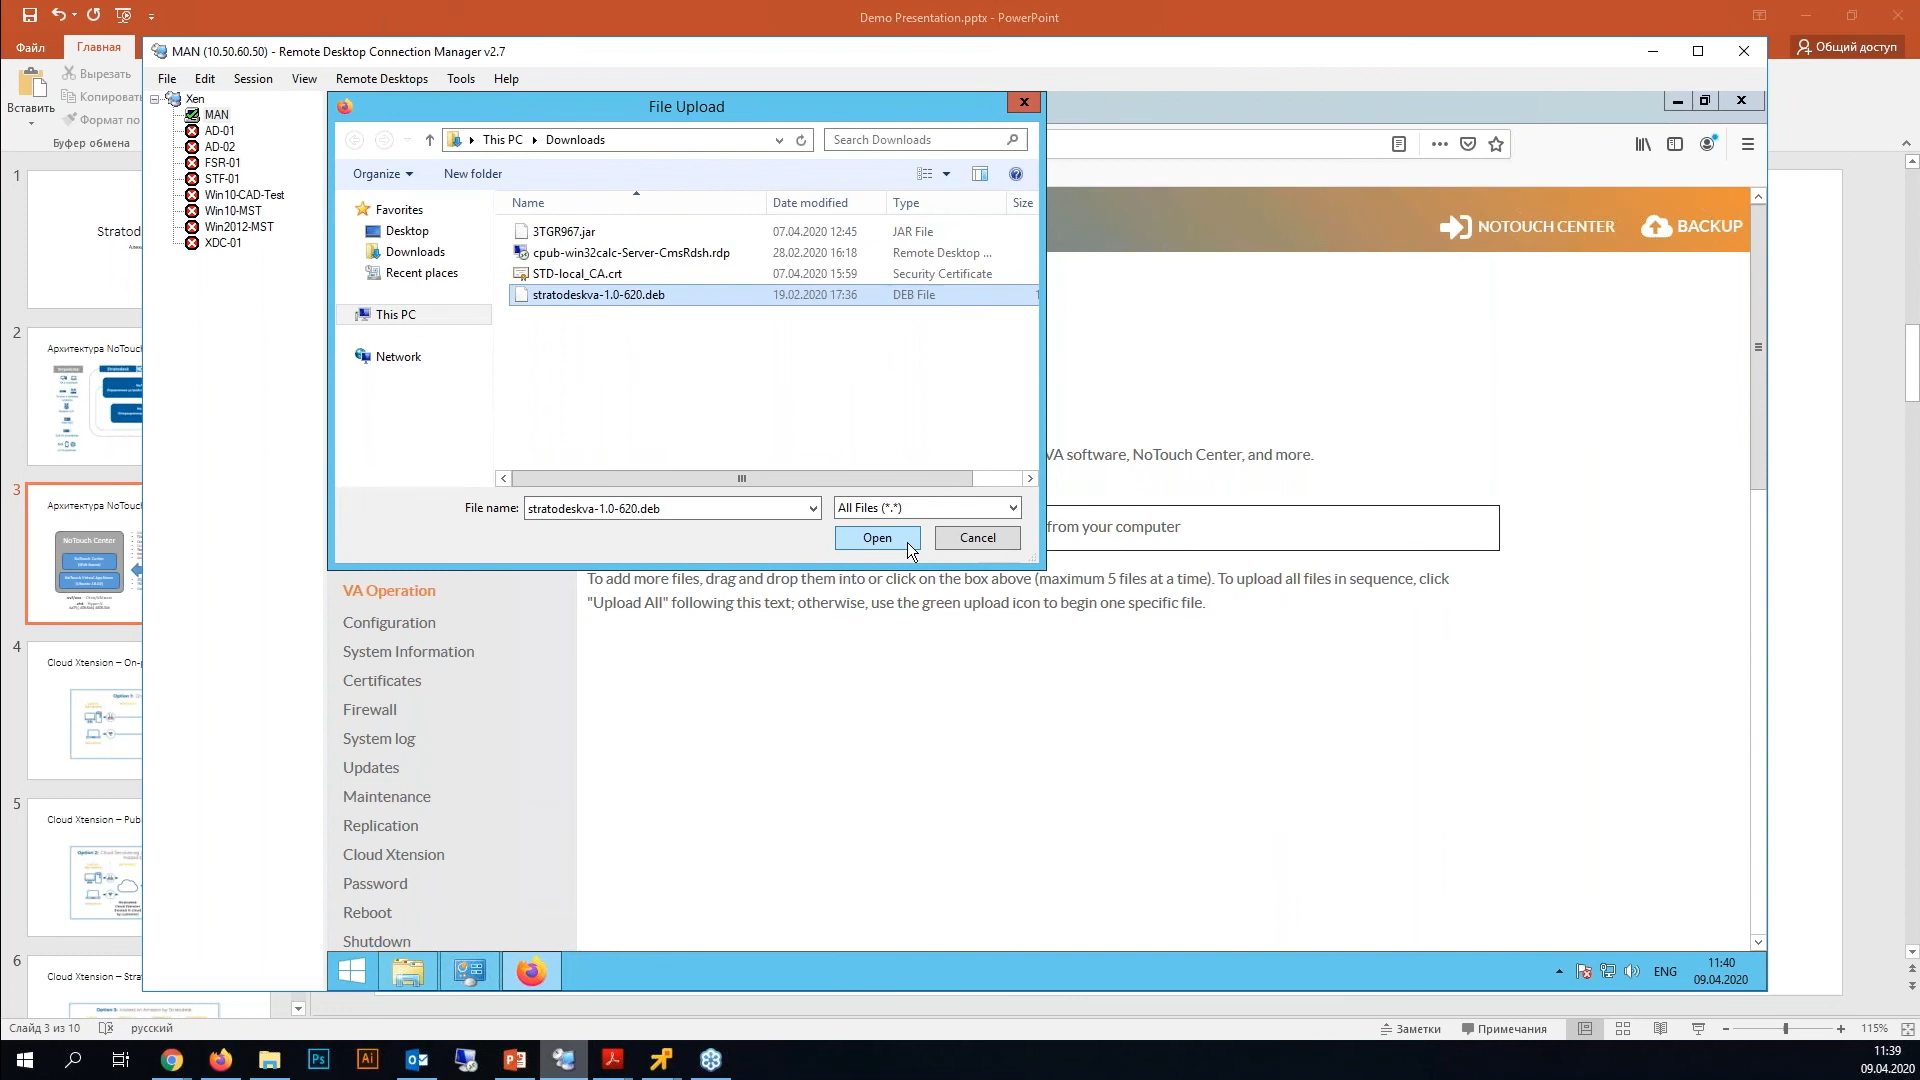 Demo Presentation.pptx - PowerPoint
Файл
Главная
Общий доступ
Вставить
Вырезать
Копировать
Формат по
Буфер обмена
MAN (10.50.60.50) - Remote Desktop Connection Manager v2.7
File Edit Session View Remote Desktops Tools Help
Xen
MAN
AD-01
AD-02
FSR-01
STF-01
Win10-CAD-Test
Win10-MST
Win2012-MST
XDC-01
File Upload
This PC Downloads
Search Downloads
Organize New folder
Favorites
Desktop
Downloads
Recent places
This PC
Network
Name Date modified Type Size
3TGR967.jar 07.04.2020 12:45 JAR File
cpub-win32calc-Server-CmsRdsh.rdp 28.02.2020 16:18 Remote Desktop ...
STD-local_CA.crt 07.04.2020 15:59 Security Certificate
stratodeskva-1.0-620.deb 19.02.2020 17:36 DEB File 1
File name: stratodeskva-1.0-620.deb All Files (*.*)
Open Cancel
NOTOUCH CENTER BACKUP
VA software, NoTouch Center, and more.
from your computer
To add more files, drag and drop them into or click on the box above (maximum 5 files at a time). To upload all files in sequence, click
"Upload All" following this text; otherwise, use the green upload icon to begin one specific file.
VA Operation
Configuration
System Information
Certificates
Firewall
System log
Updates
Maintenance
Replication
Cloud Xtension
Password
Reboot
Shutdown
ENG
11:40
09.04.2020
1
Stratod
2
Архитектура NoTouch
3
Архитектура NoTouch
NoTouch Center
4
Cloud Xtension – On-p
5
Cloud Xtension – Pub
6
Cloud Xtension – Stra
Слайд 3 из 10 русский
Заметки Примечания 115%
11:39
09.04.2020